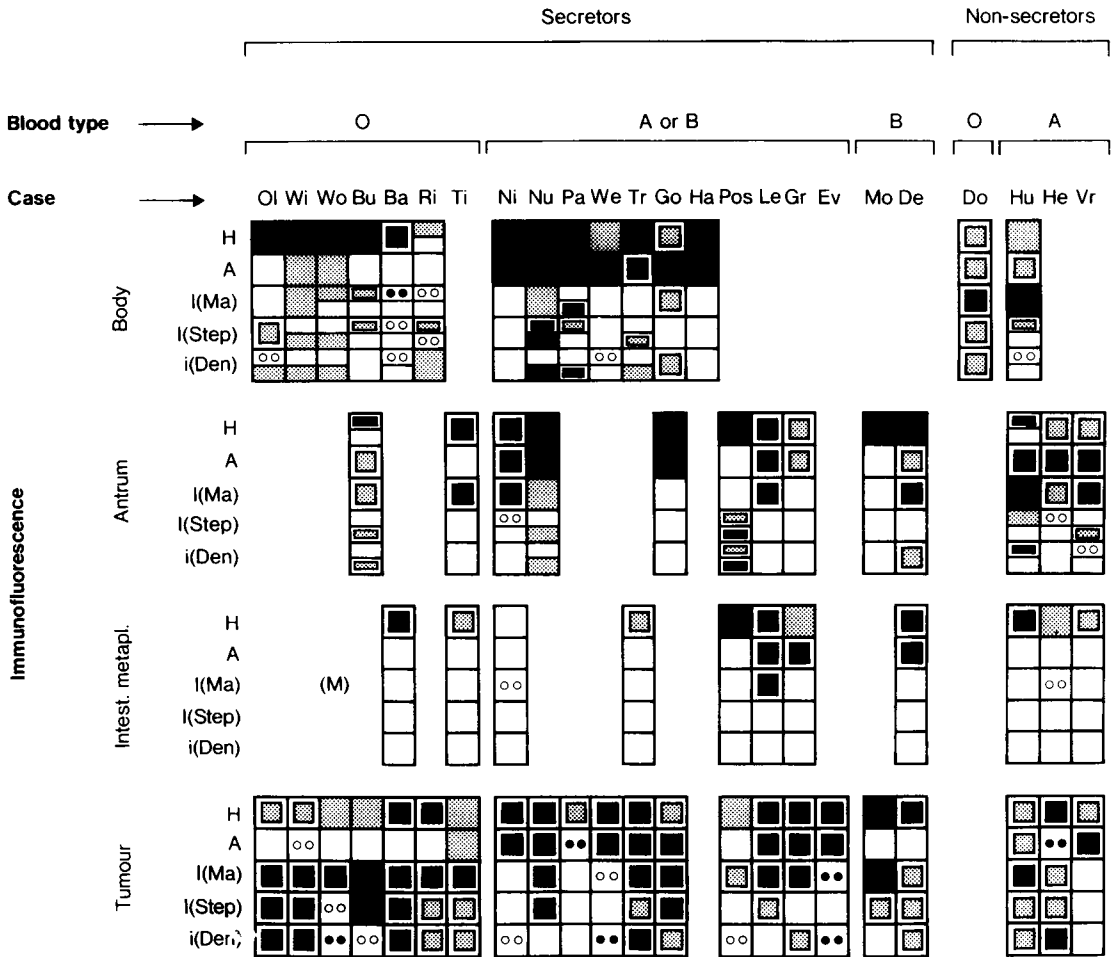 Secretors Non-secretors
Blood type O A or B B O A
Case Ol Wi Wo Bu Ba Ri Ti Ni Nu Pa We Tr Go Ha Pos Le Gr Ev Mo De Do Hu He Vr
Immunofluorescence
Body
H
A
I(Ma)
I(Step)
i(Den)
Antrum
H
A
I(Ma)
I(Step)
i(Den)
Intest. metapl.
H
A
I(Ma) (M)
I(Step)
i(Den)
Tumour
H
A
I(Ma)
I(Step)
i(Den)